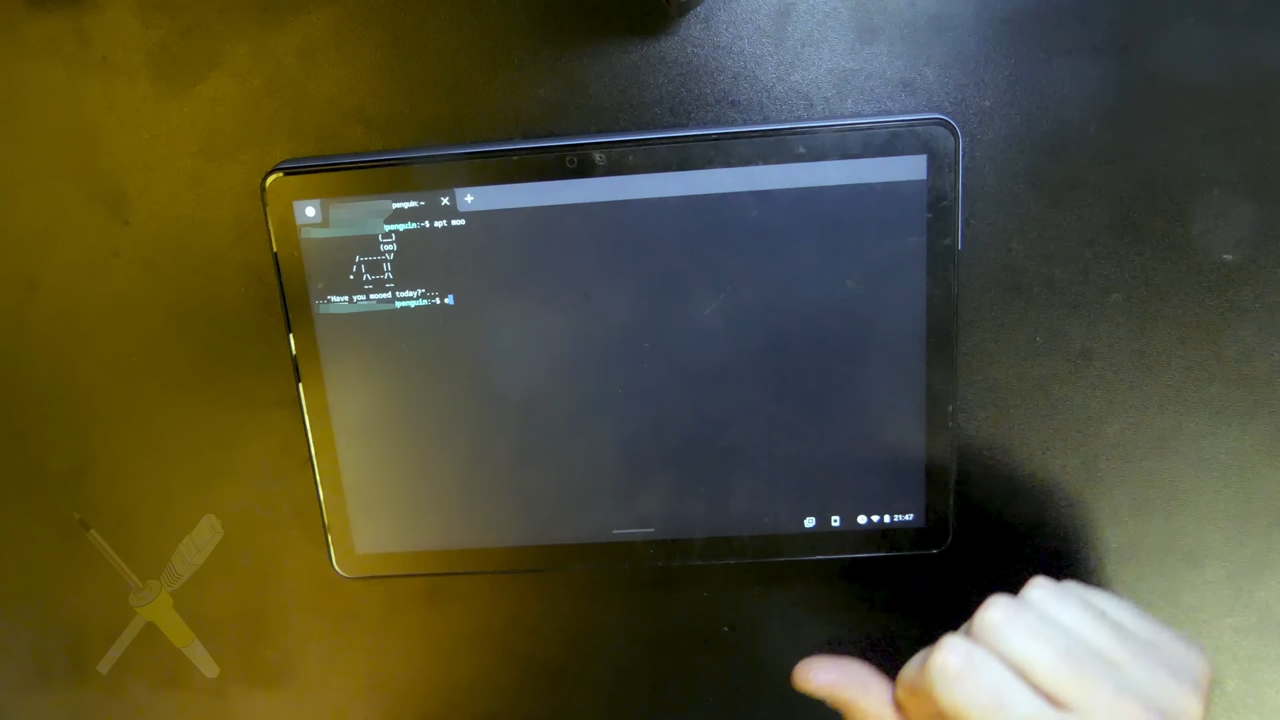 penguin: ~
penguin:~$ apt moo
(__)
(oo)
/------\/
/ |    ||
*  /\---/\
~~   ~~
..."Have you mooed today?"...
penguin:~$ e
21:47